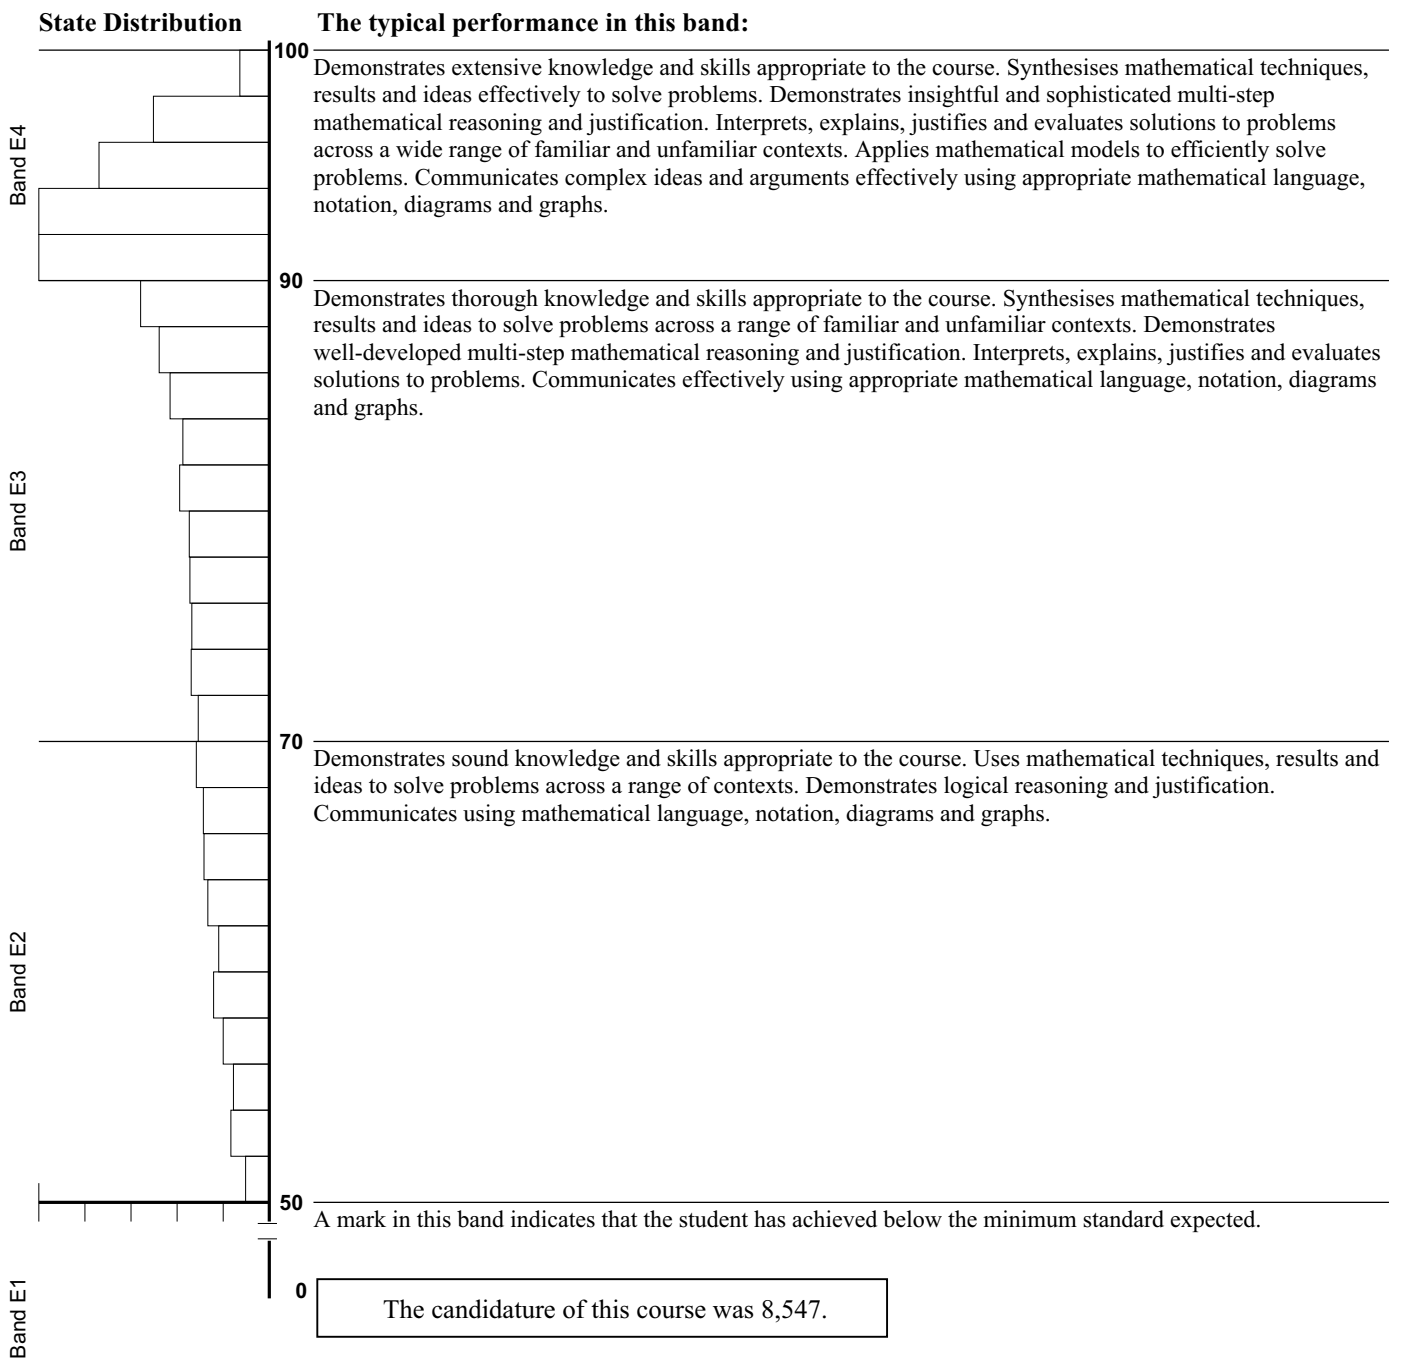 State Distribution
The typical performance in this band:
100
Demonstrates extensive knowledge and skills appropriate to the course. Synthesises mathematical techniques,
results and ideas effectively to solve problems. Demonstrates insightful and sophisticated multi-step
mathematical reasoning and justification. Interprets, explains, justifies and evaluates solutions to problems
across a wide range of familiar and unfamiliar contexts. Applies mathematical models to efficiently solve
problems. Communicates complex ideas and arguments effectively using appropriate mathematical language,
notation, diagrams and graphs.
Band E4
90
Demonstrates thorough knowledge and skills appropriate to the course. Synthesises mathematical techniques,
results and ideas to solve problems across a range of familiar and unfamiliar contexts. Demonstrates
well-developed multi-step mathematical reasoning and justification. Interprets, explains, justifies and evaluates
solutions to problems. Communicates effectively using appropriate mathematical language, notation, diagrams
and graphs.
Band E3
70
Demonstrates sound knowledge and skills appropriate to the course. Uses mathematical techniques, results and
ideas to solve problems across a range of contexts. Demonstrates logical reasoning and justification.
Communicates using mathematical language, notation, diagrams and graphs.
Band E2
50
A mark in this band indicates that the student has achieved below the minimum standard expected.
0
Band E1
The candidature of this course was 8,547.